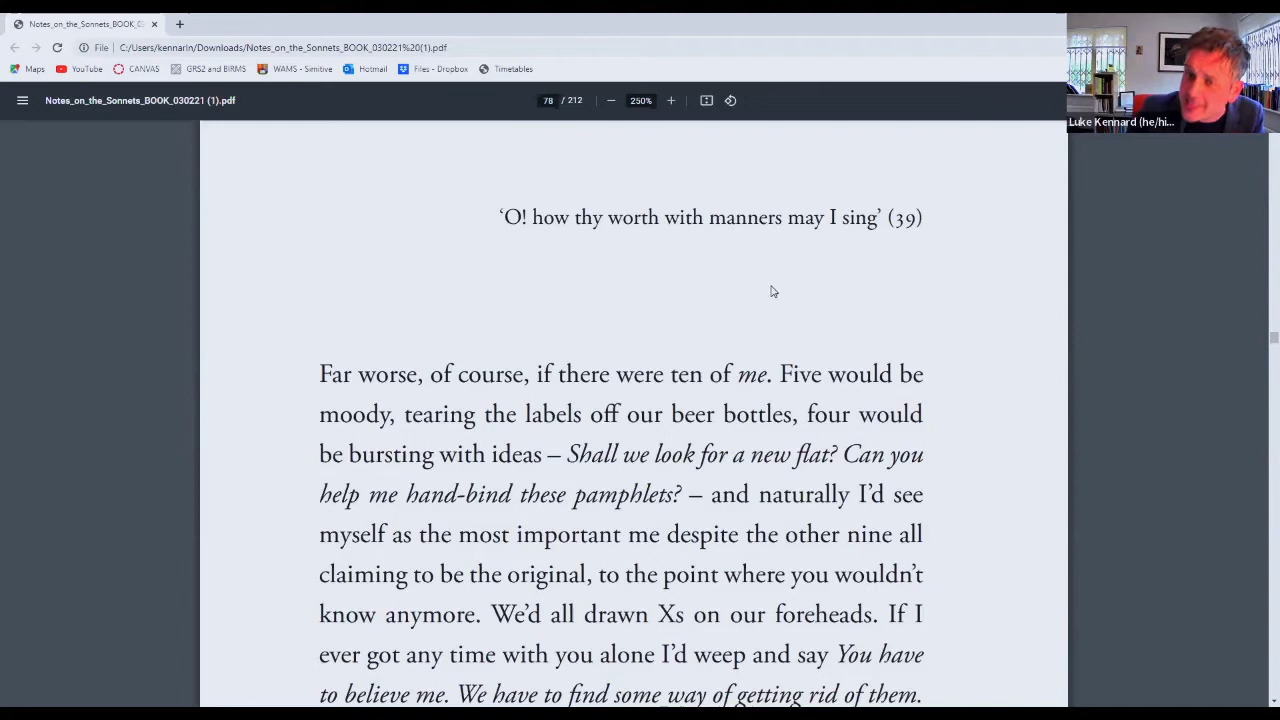 Notes_on_the_Sonnets_BOOK_03
File
C:/Users/kennarin/Downloads/Notes_on_the_Sonnets_BOOK_030221%20(1).pdf
Maps YouTube CANVAS GRS2 and BIRMS WAMS - Simitive Hotmail Files - Dropbox Timetables
Notes_on_the_Sonnets_BOOK_030221 (1).pdf 78 / 212 — 250% +
Luke Kennard (he/hi...
‘O! how thy worth with manners may I sing’ (39)
Far worse, of course, if there were ten of me. Five would be
moody, tearing the labels off our beer bottles, four would
be bursting with ideas – Shall we look for a new flat? Can you
help me hand-bind these pamphlets? – and naturally I’d see
myself as the most important me despite the other nine all
claiming to be the original, to the point where you wouldn’t
know anymore. We’d all drawn Xs on our foreheads. If I
ever got any time with you alone I’d weep and say You have
to believe me. We have to find some way of getting rid of them.